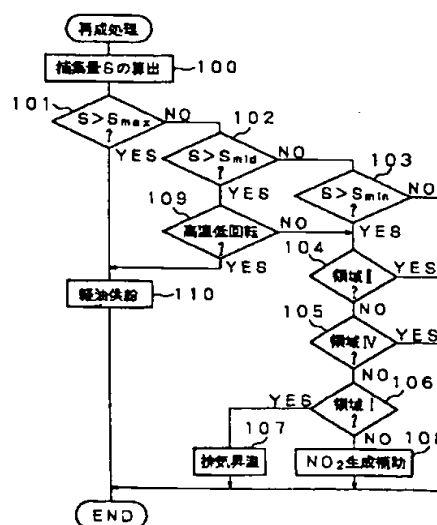 再成処理
捕集量Sの算出
100
101
S>Smax
?
NO
YES
102
S>Smid
?
NO
YES
103
S>Smin
?
NO
YES
109
高温低回転
?
NO
YES
104
領域Ⅱ
?
YES
NO
軽油供給
110
105
領域Ⅳ
?
YES
NO
106
領域Ⅰ
?
YES
NO
107
排気昇温
108
NO2生成補助
END